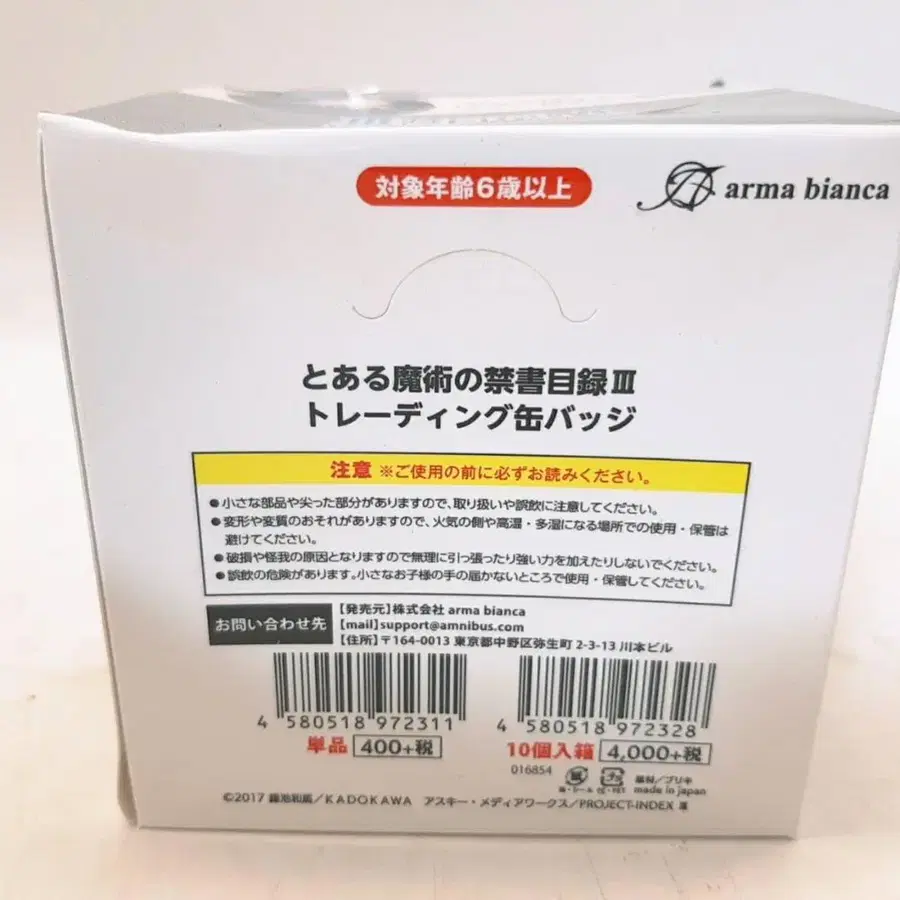 対象年齢6歳以上
arma bianca
とある魔術の禁書目録Ⅲ
トレーディング缶バッジ
注意 ※ご使用の前に必ずお読みください。
●小さな部品や尖った部分がありますので、取り扱いや誤飲に注意してください。
●変形や変質のおそれがありますので、火気の側や高温・多湿になる場所での使用・保管は
避けてください。
●破損や怪我の原因となりますので無理に引っ張ったり強い力を加えたりしないでください。
●誤飲の危険があります。小さなお子様の手の届かないところで使用・保管してください。
お問い合わせ先
【発売元】株式会社 arma bianca
【mail】support@amnibus.com
【住所】〒164-0013 東京都中野区弥生町 2-3-13 川本ビル
4 580518 972311
4 580518 972328
単品 400+税
10個入箱 4,000+税
016854
素材/ブリキ
made in japan
©2017 鎌池和馬/KADOKAWA アスキー・メディアワークス/PROJECT-INDEX Ⅲ